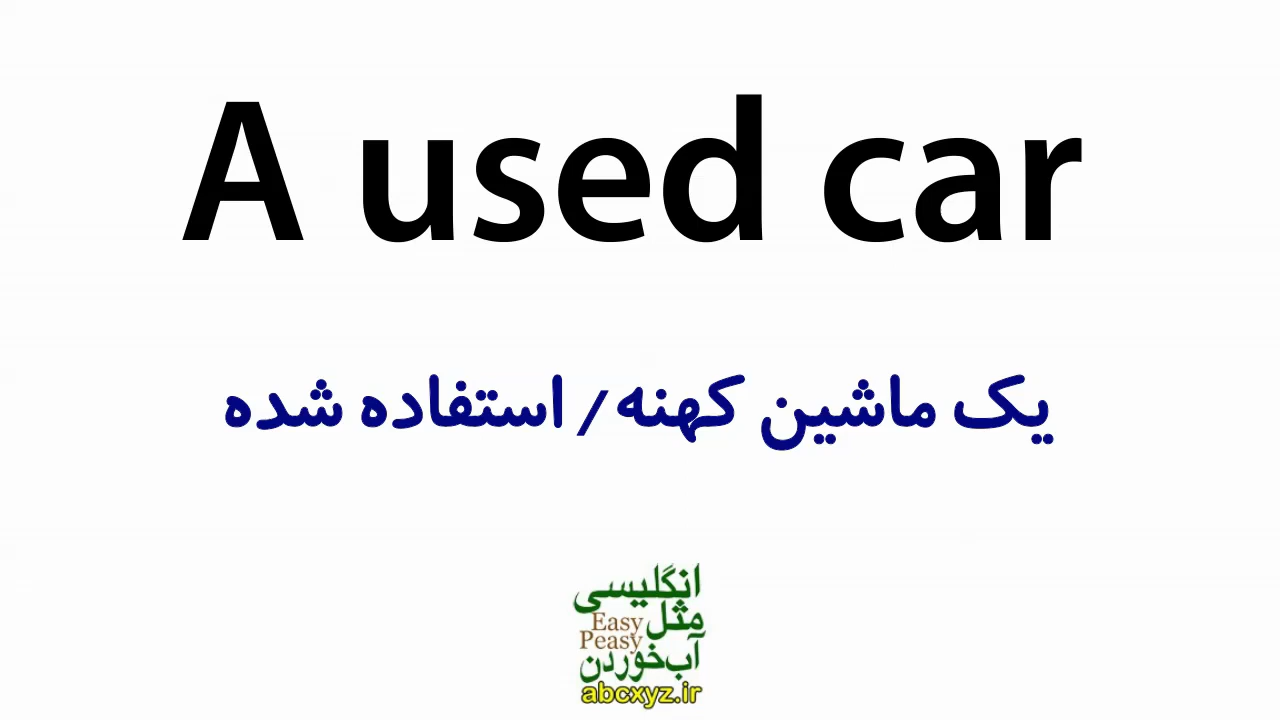 A used car
یک ماشین کهنه/ استفاده شده
انگلیسی
مثل Easy
Peasy
آب‌خوردن
abcxyz.ir